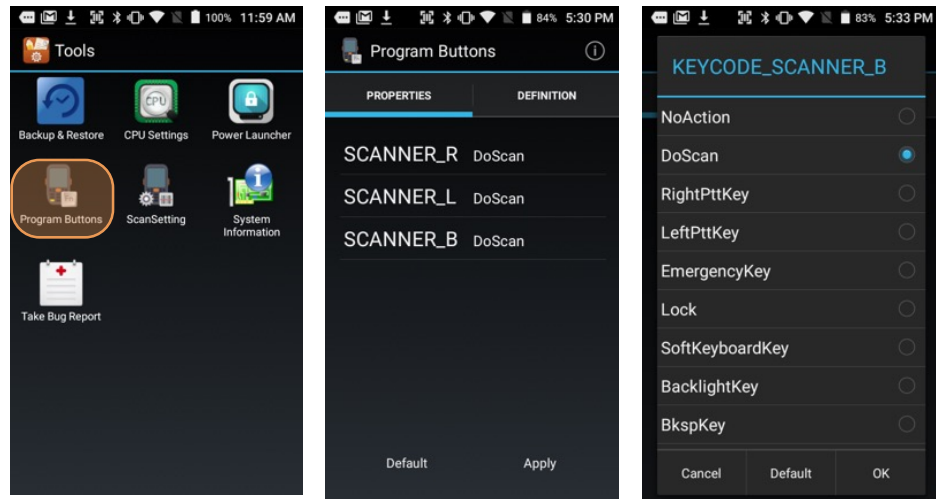 100% 11:59 AM
Tools
CPU
Backup & Restore
CPU Settings
Power Launcher
Program Buttons
ScanSetting
System
Information
Take Bug Report
84% 5:30 PM
Program Buttons
PROPERTIES
DEFINITION
SCANNER_R DoScan
SCANNER_L DoScan
SCANNER_B DoScan
Default
Apply
83% 5:33 PM
KEYCODE_SCANNER_B
NoAction
DoScan
RightPttKey
LeftPttKey
EmergencyKey
Lock
SoftKeyboardKey
BacklightKey
BkspKey
Cancel
Default
OK